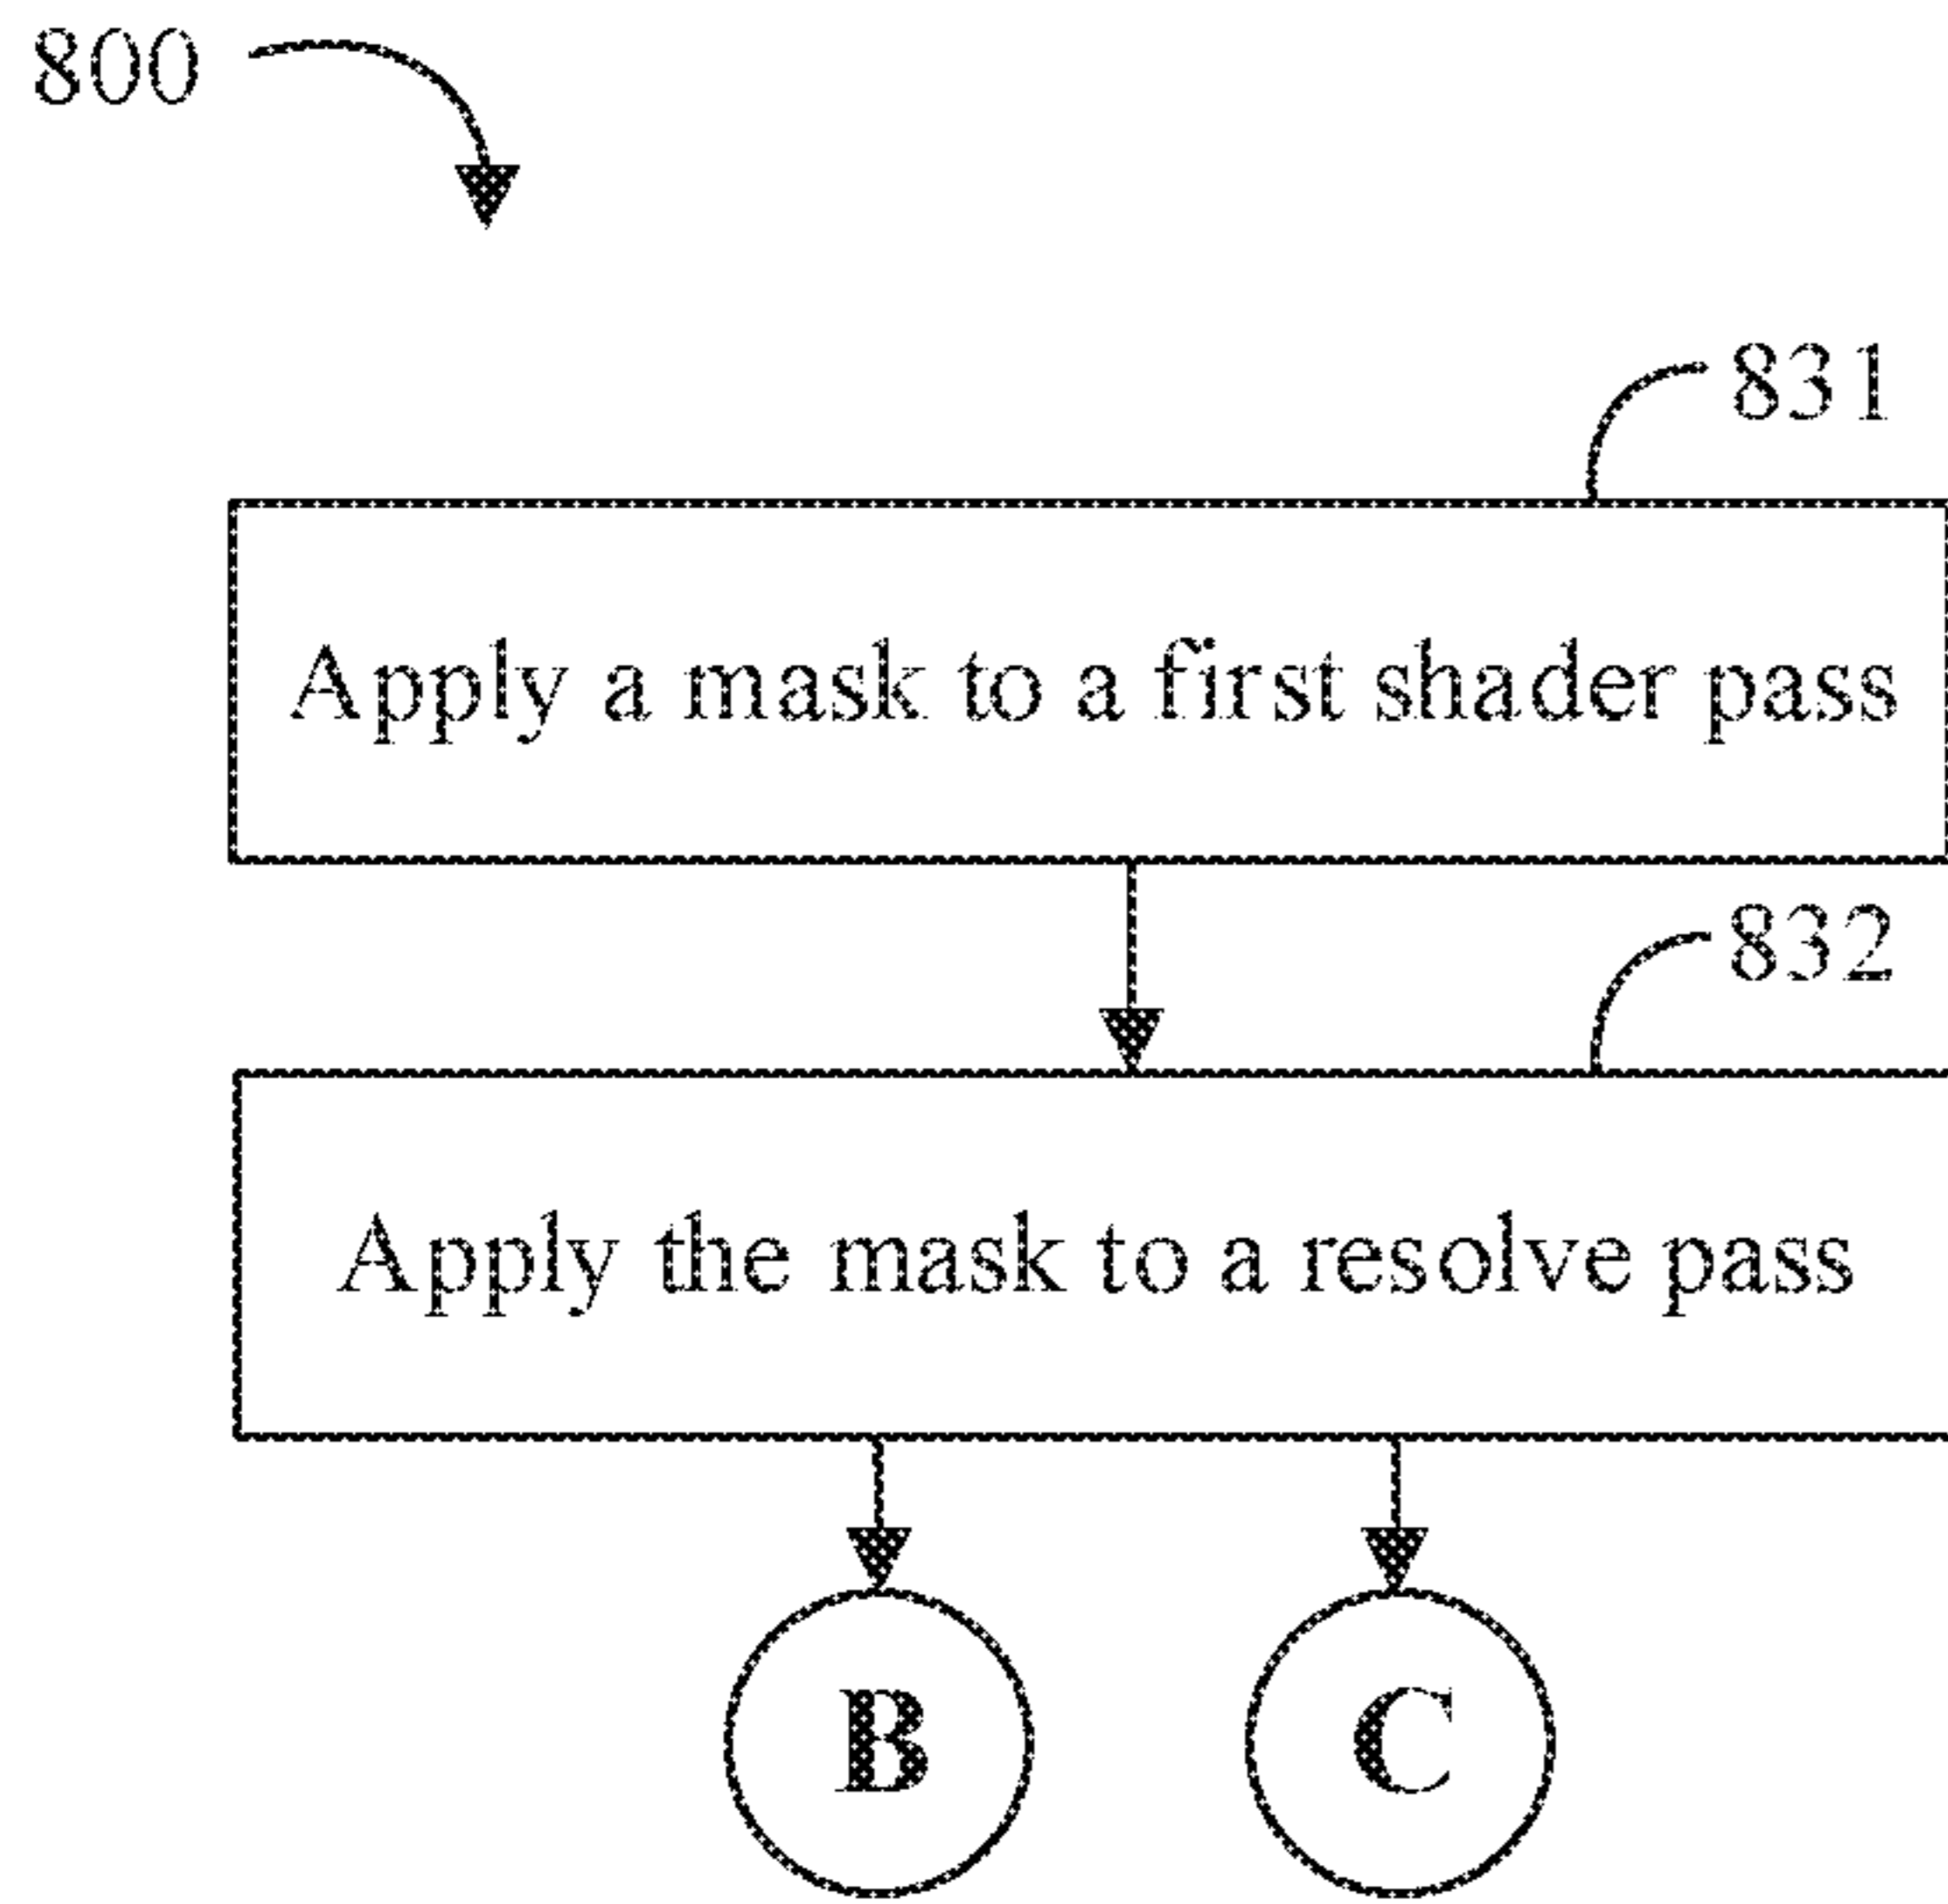 800
831
Apply a mask to a first shader pass
832
Apply the mask to a resolve pass
B C